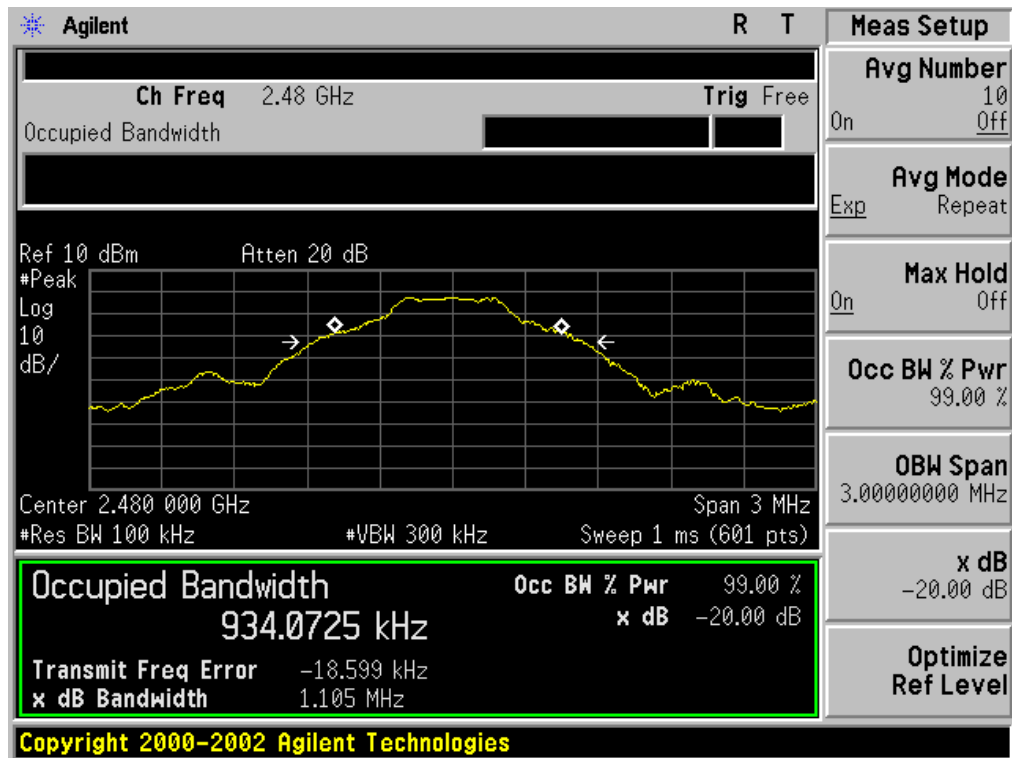 Agilent R T
Meas Setup
Ch Freq 2.48 GHz Trig Free
Occupied Bandwidth
Ref 10 dBm Atten 20 dB
#Peak
Log
10
dB/
Center 2.480 000 GHz Span 3 MHz
#Res BW 100 kHz #VBW 300 kHz Sweep 1 ms (601 pts)
Occupied Bandwidth
934.0725 kHz
Occ BW % Pwr 99.00 %
x dB -20.00 dB
Transmit Freq Error -18.599 kHz
x dB Bandwidth 1.105 MHz
Avg Number
10
On Off
Avg Mode
Exp Repeat
Max Hold
On Off
Occ BW % Pwr
99.00 %
OBW Span
3.00000000 MHz
x dB
-20.00 dB
Optimize
Ref Level
Copyright 2000-2002 Agilent Technologies